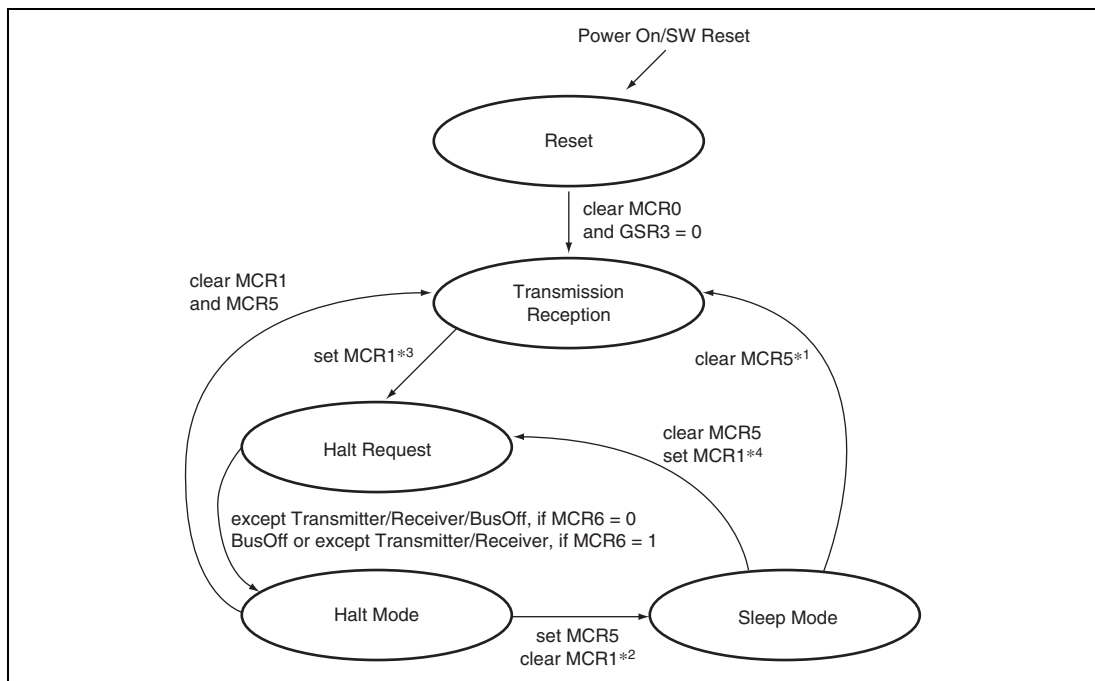 Power On/SW Reset
Reset
clear MCR0
and GSR3 = 0
clear MCR1
and MCR5
Transmission
Reception
set MCR1*3
clear MCR5*1
Halt Request
clear MCR5
set MCR1*4
except Transmitter/Receiver/BusOff, if MCR6 = 0
BusOff or except Transmitter/Receiver, if MCR6 = 1
Halt Mode
Sleep Mode
set MCR5
clear MCR1*2